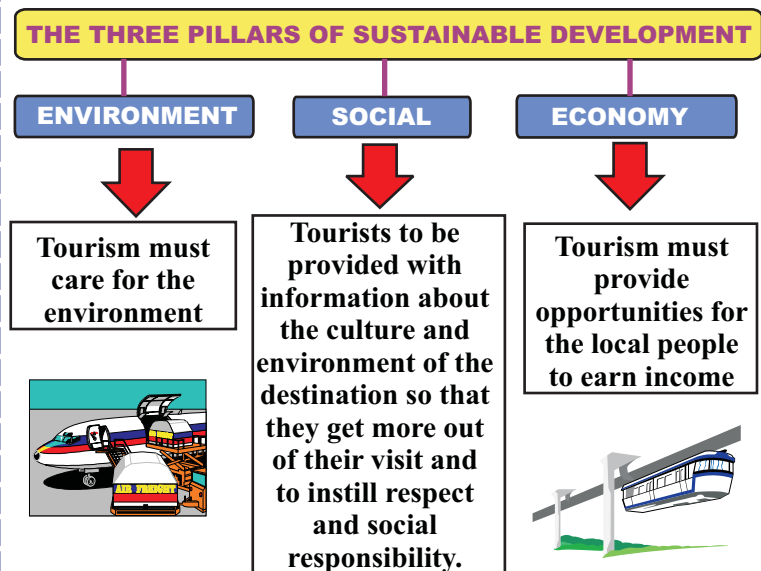 THE THREE PILLARS OF SUSTAINABLE DEVELOPMENT
ENVIRONMENT
Tourism must
care for the
environment
AIR FREIGHT
SOCIAL
Tourists to be
provided with
information about
the culture and
environment of the
destination so that
they get more out
of their visit and
to instill respect
and social
responsibility.
ECONOMY
Tourism must
provide
opportunities for
the local people
to earn income